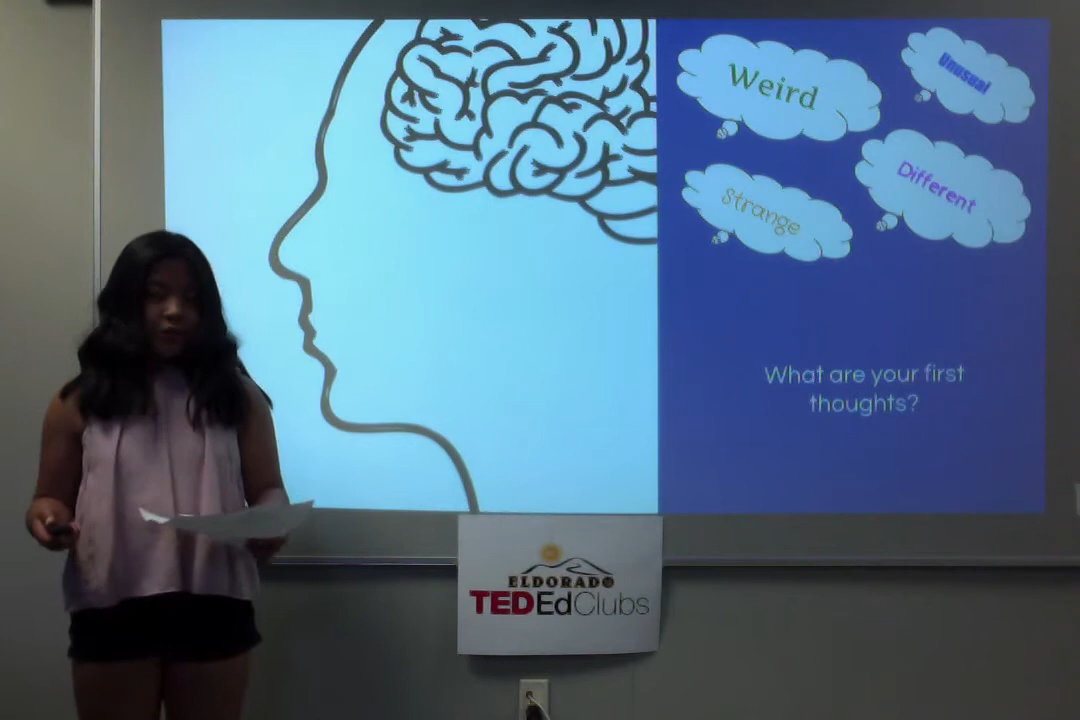 Weird
Unusual
Different
Strange
What are your first
thoughts?
ELDORADO
TEDEdClubs